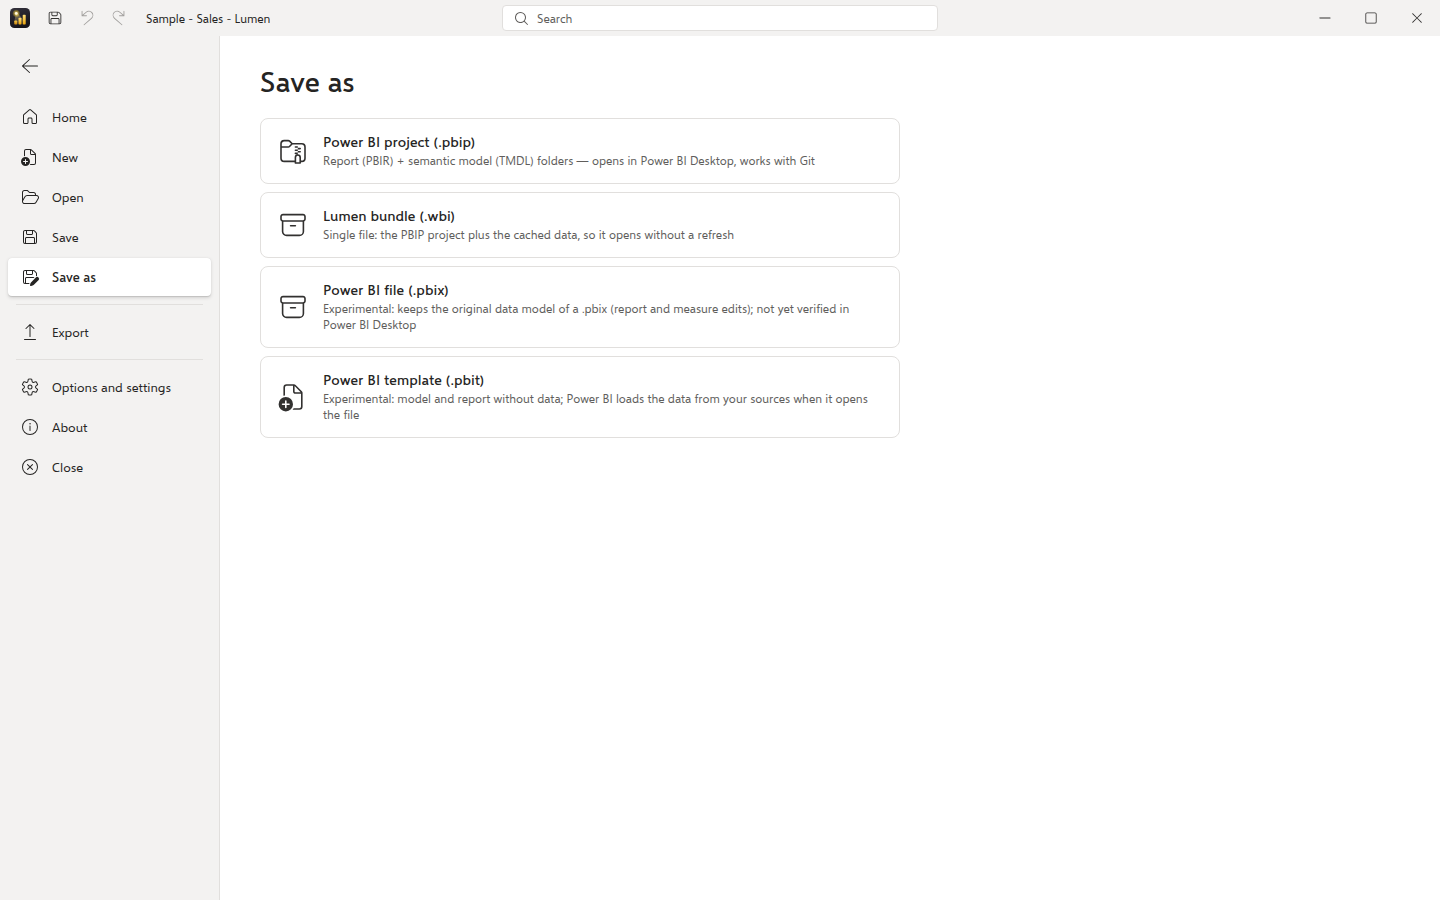 Sample - Sales - Lumen
Search
Home
New
Open
Save
Save as
Export
Options and settings
About
Close
Save as
Power BI project (.pbip)
Report (PBIR) + semantic model (TMDL) folders — opens in Power BI Desktop, works with Git
Lumen bundle (.wbi)
Single file: the PBIP project plus the cached data, so it opens without a refresh
Power BI file (.pbix)
Experimental: keeps the original data model of a .pbix (report and measure edits); not yet verified in
Power BI Desktop
Power BI template (.pbit)
Experimental: model and report without data; Power BI loads the data from your sources when it opens
the file